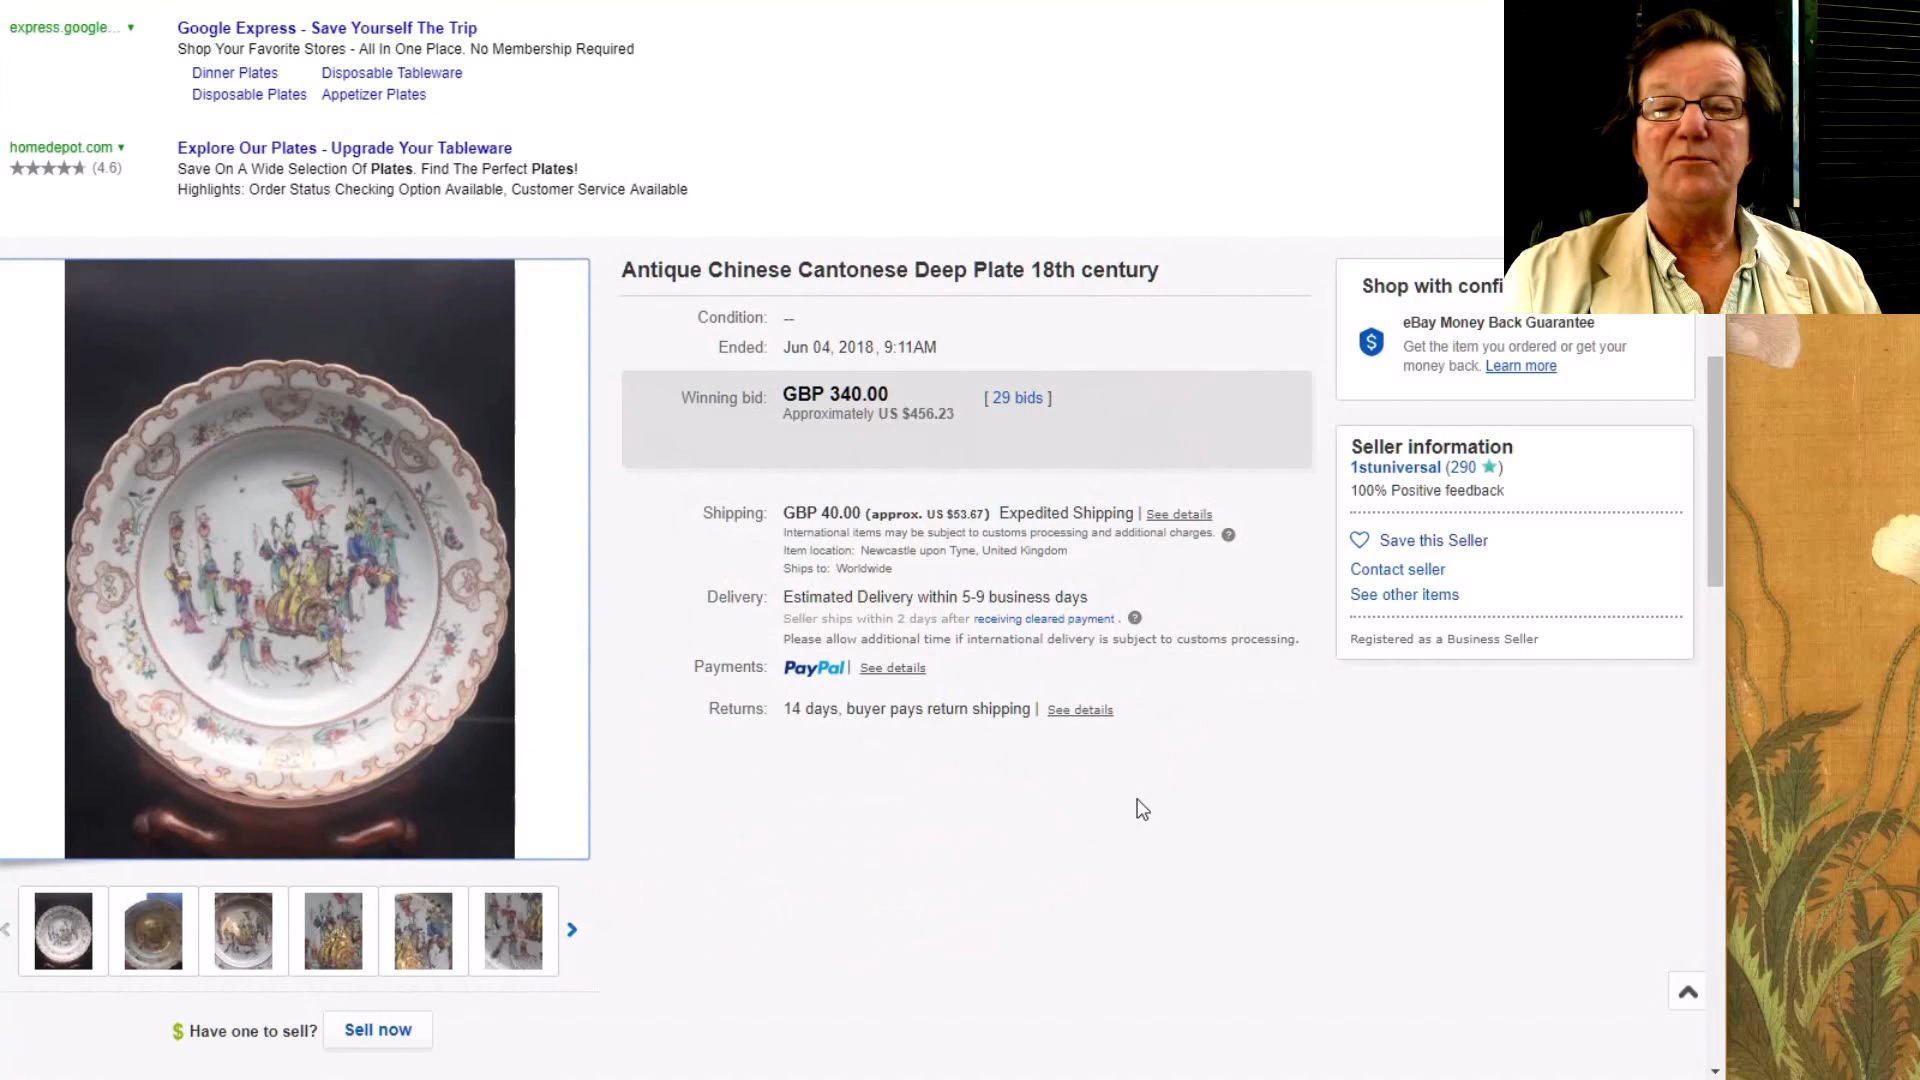 express.google...
Google Express - Save Yourself The Trip
Shop Your Favorite Stores - All In One Place. No Membership Required
Dinner Plates Disposable Tableware
Disposable Plates Appetizer Plates
homedepot.com
Explore Our Plates - Upgrade Your Tableware
(4.6) Save On A Wide Selection Of Plates. Find The Perfect Plates!
Highlights: Order Status Checking Option Available, Customer Service Available
Antique Chinese Cantonese Deep Plate 18th century
Condition: --
Ended: Jun 04, 2018 , 9:11AM
Winning bid: GBP 340.00 [ 29 bids ]
Approximately US $456.23
Shipping: GBP 40.00 (approx. US $53.67) Expedited Shipping | See details
International items may be subject to customs processing and additional charges. ?
Item location: Newcastle upon Tyne, United Kingdom
Ships to: Worldwide
Delivery: Estimated Delivery within 5-9 business days
Seller ships within 2 days after receiving cleared payment . ?
Please allow additional time if international delivery is subject to customs processing.
Payments: PayPal | See details
Returns: 14 days, buyer pays return shipping | See details
Shop with confi
$
eBay Money Back Guarantee
Get the item you ordered or get your
money back. Learn more
Seller information
1stuniversal (290 )
100% Positive feedback
Save this Seller
Contact seller
See other items
Registered as a Business Seller
$ Have one to sell? Sell now